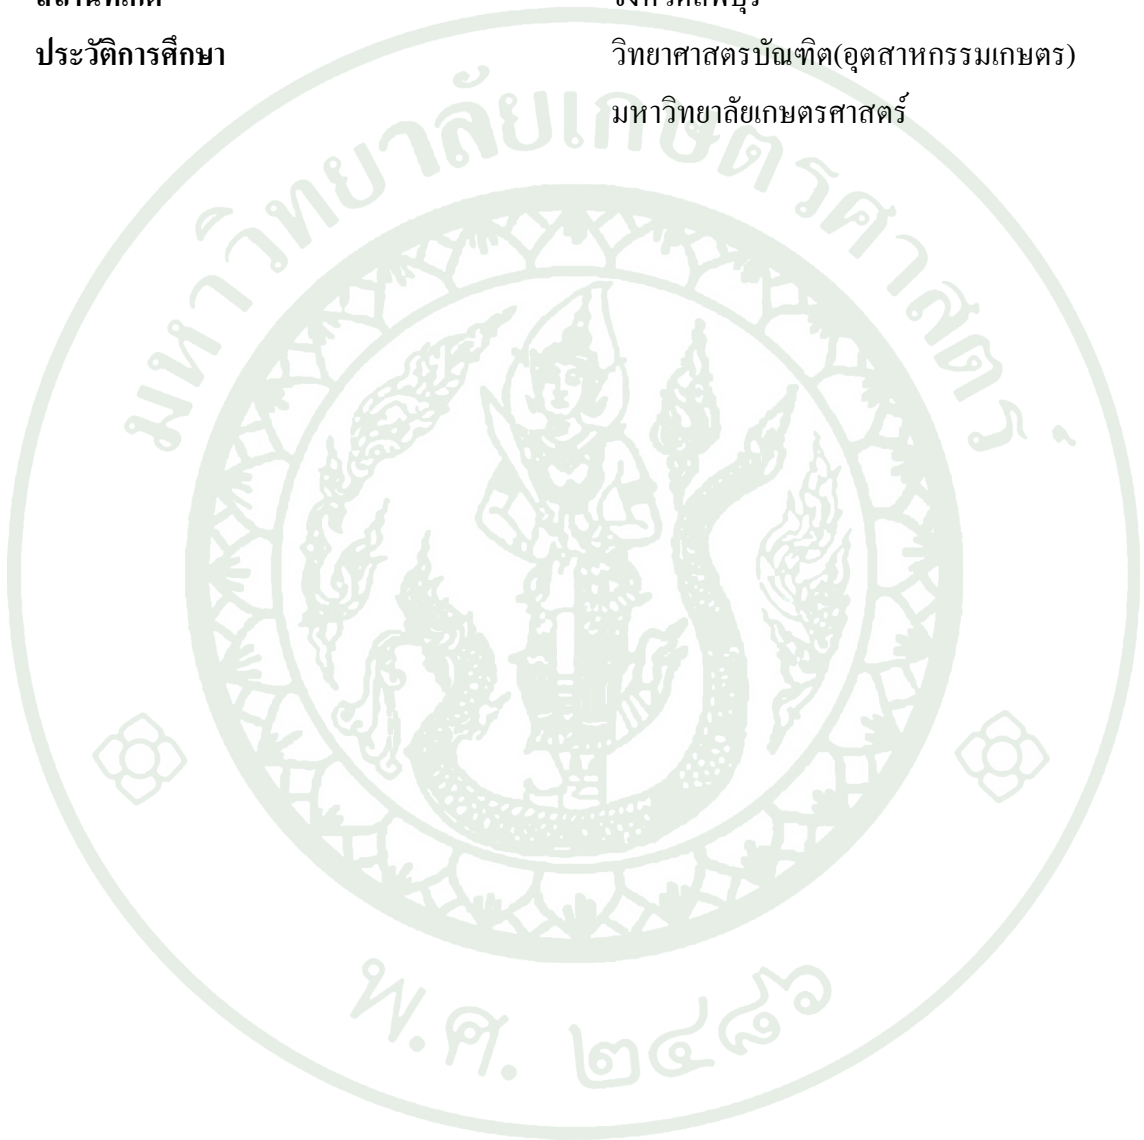 ประวัติการศึกษา วิทยาศาสตรบัณฑิต(อุตสาหกรรมเกษตร)
มหาวิทยาลัยเกษตรศาสตร์
มหาวิทยาลัยเกษตรศาสตร์
พ.ศ. ๒๔๘๖